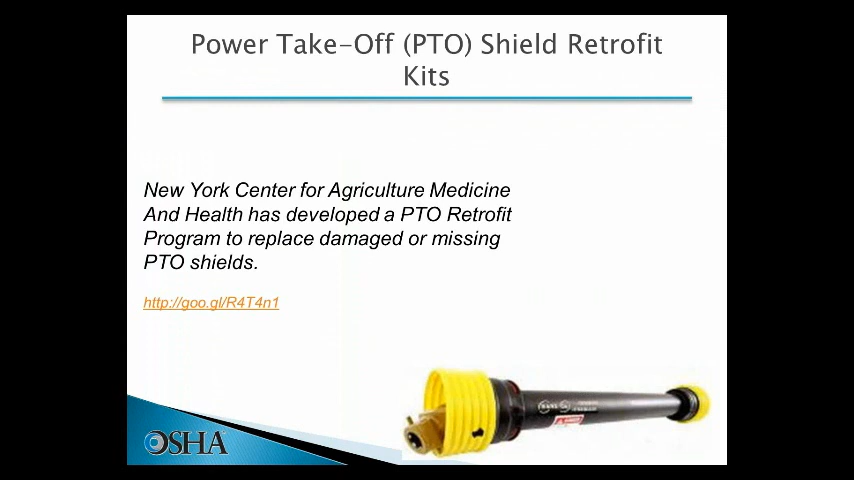 Power Take-Off (PTO) Shield Retrofit
Kits
New York Center for Agriculture Medicine
And Health has developed a PTO Retrofit
Program to replace damaged or missing
PTO shields.
http://goo.gl/R4T4n1
OSHA